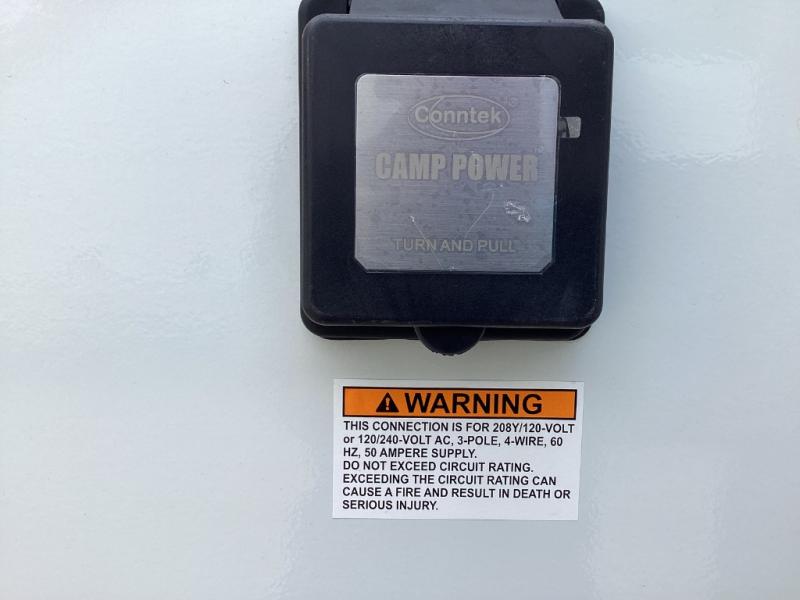 Conntek
CAMP POWER
TURN AND PULL
WARNING
THIS CONNECTION IS FOR 208Y/120-VOLT
or 120/240-VOLT AC, 3-POLE, 4-WIRE, 60
HZ, 50 AMPERE SUPPLY.
DO NOT EXCEED CIRCUIT RATING.
EXCEEDING THE CIRCUIT RATING CAN
CAUSE A FIRE AND RESULT IN DEATH OR
SERIOUS INJURY.